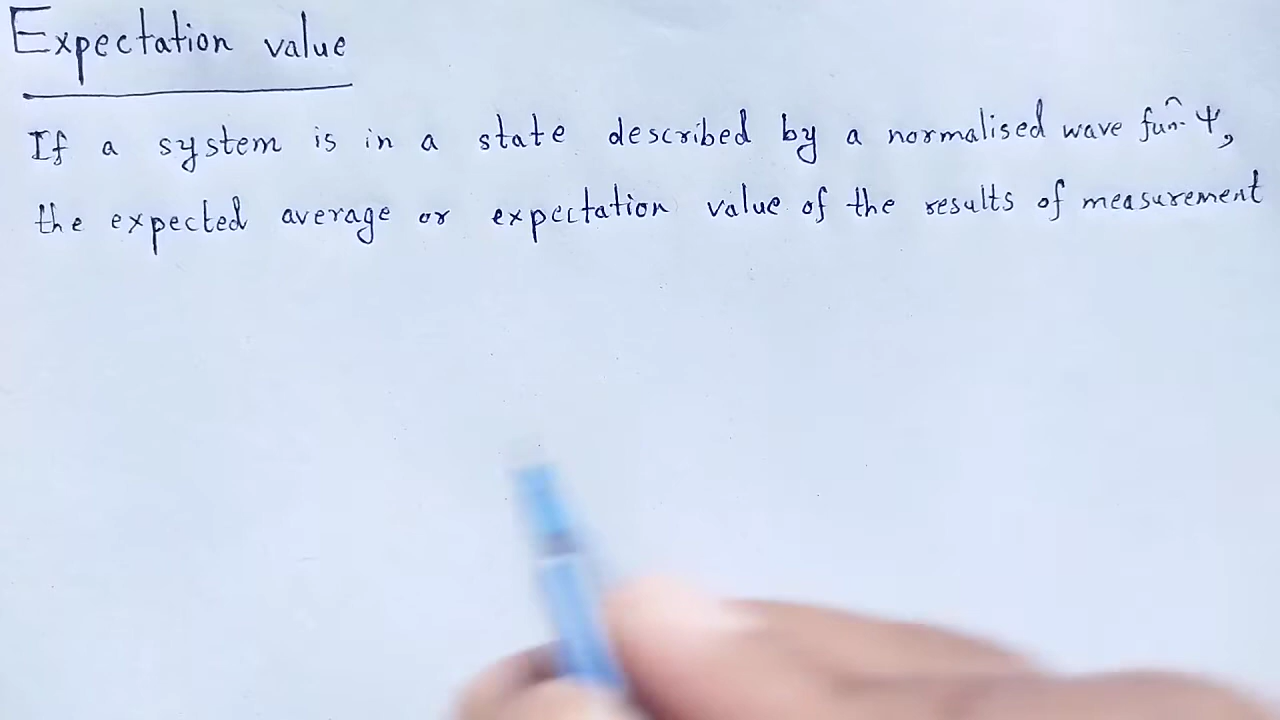 Expectation value
If a system is in a state described by a normalised wave funⁿ Ψ,
the expected average or expectation value of the results of measurement